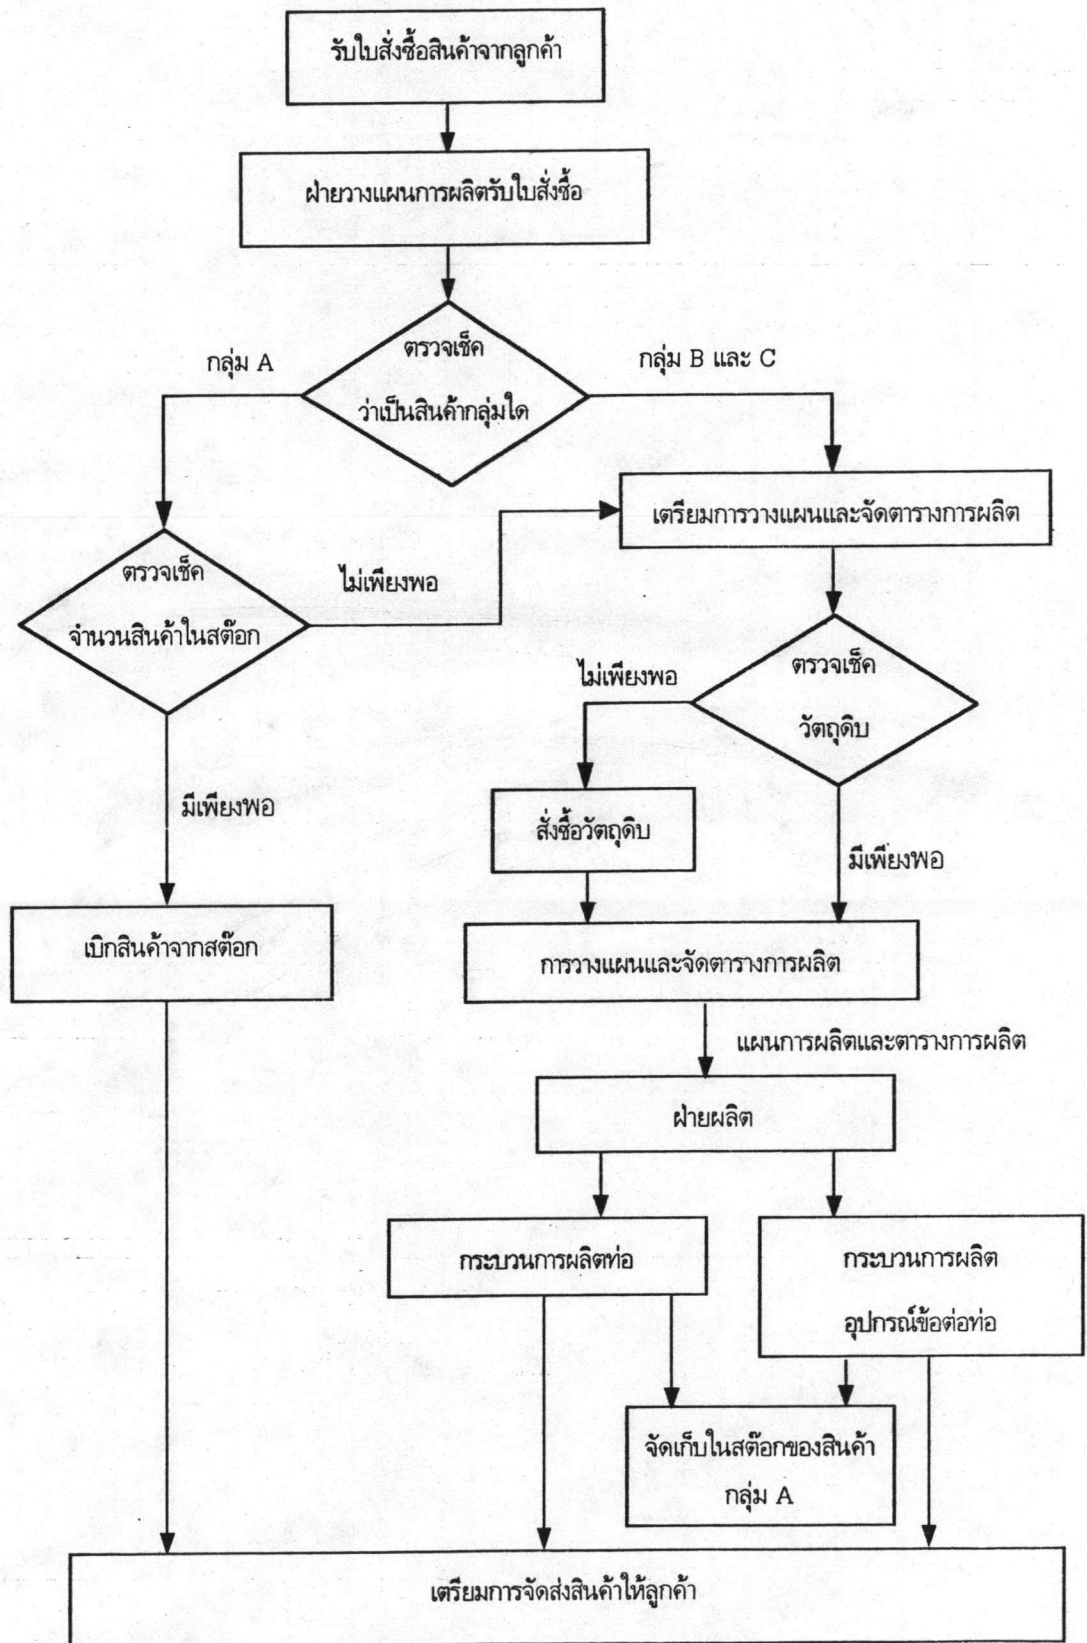 รับใบสั่งซื้อสินค้าจากลูกค้า
ฝ่ายวางแผนการผลิตรับใบสั่งซื้อ
ตรวจเช็ค
ว่าเป็นสินค้ากลุ่มใด
กลุ่ม A
กลุ่ม B และ C
เตรียมการวางแผนและจัดตารางการผลิต
ตรวจเช็ค
จำนวนสินค้าในสต๊อก
ไม่เพียงพอ
ตรวจเช็ค
วัตถุดิบ
ไม่เพียงพอ
มีเพียงพอ
สั่งซื้อวัตถุดิบ
มีเพียงพอ
เบิกสินค้าจากสต๊อก
การวางแผนและจัดตารางการผลิต
แผนการผลิตและตารางการผลิต
ฝ่ายผลิต
กระบวนการผลิตท่อ
กระบวนการผลิต
อุปกรณ์ข้อต่อท่อ
จัดเก็บในสต๊อกของสินค้า
กลุ่ม A
เตรียมการจัดส่งสินค้าให้ลูกค้า